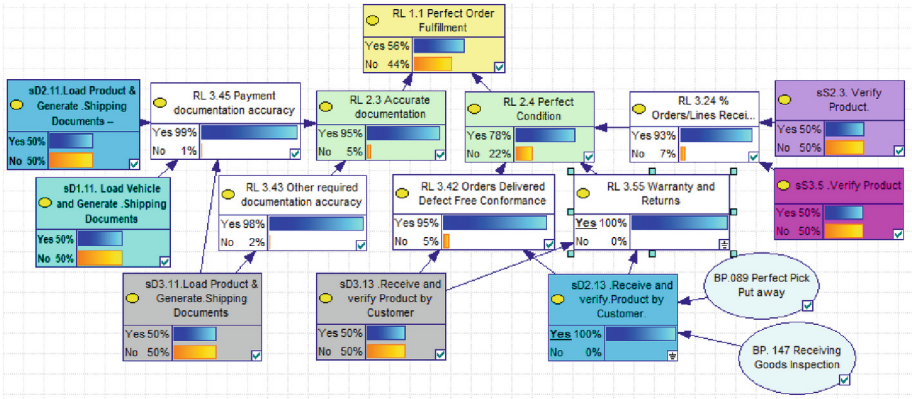 RL 1.1 Perfect Order
Fulfillment
Yes 56%
No 44%
sD2.11.Load Product &
Generate .Shipping
Documents –
Yes 50%
No 50%
RL 3.45 Payment
documentation accuracy
Yes 99%
No 1%
RL 2.3 Accurate
documentation
Yes 95%
No 5%
RL 2.4 Perfect
Condition
Yes 78%
No 22%
RL 3.24 %
Orders/Lines Recei...
Yes 93%
No 7%
sS2.3. Verify
Product.
Yes 50%
No 50%
sD1.11. Load Vehicle
and Generate .Shipping
Documents
Yes 50%
No 50%
RL 3.43 Other required
documentation accuracy
Yes 98%
No 2%
RL 3.42 Orders Delivered
Defect Free Conformance
Yes 95%
No 5%
RL 3.55 Warranty and
Returns
Yes 100%
No 0%
sS3.5 .Verify Product
Yes 50%
No 50%
sD3.11.Load Product &
Generate.Shipping
Documents
Yes 50%
No 50%
sD3.13 .Receive and
verify Product by
Customer
Yes 50%
No 50%
sD2.13 .Receive and
verify.Product by
Customer.
Yes 100%
No 0%
BP.089 Perfect Pick
Put away
BP. 147 Receiving
Goods Inspection